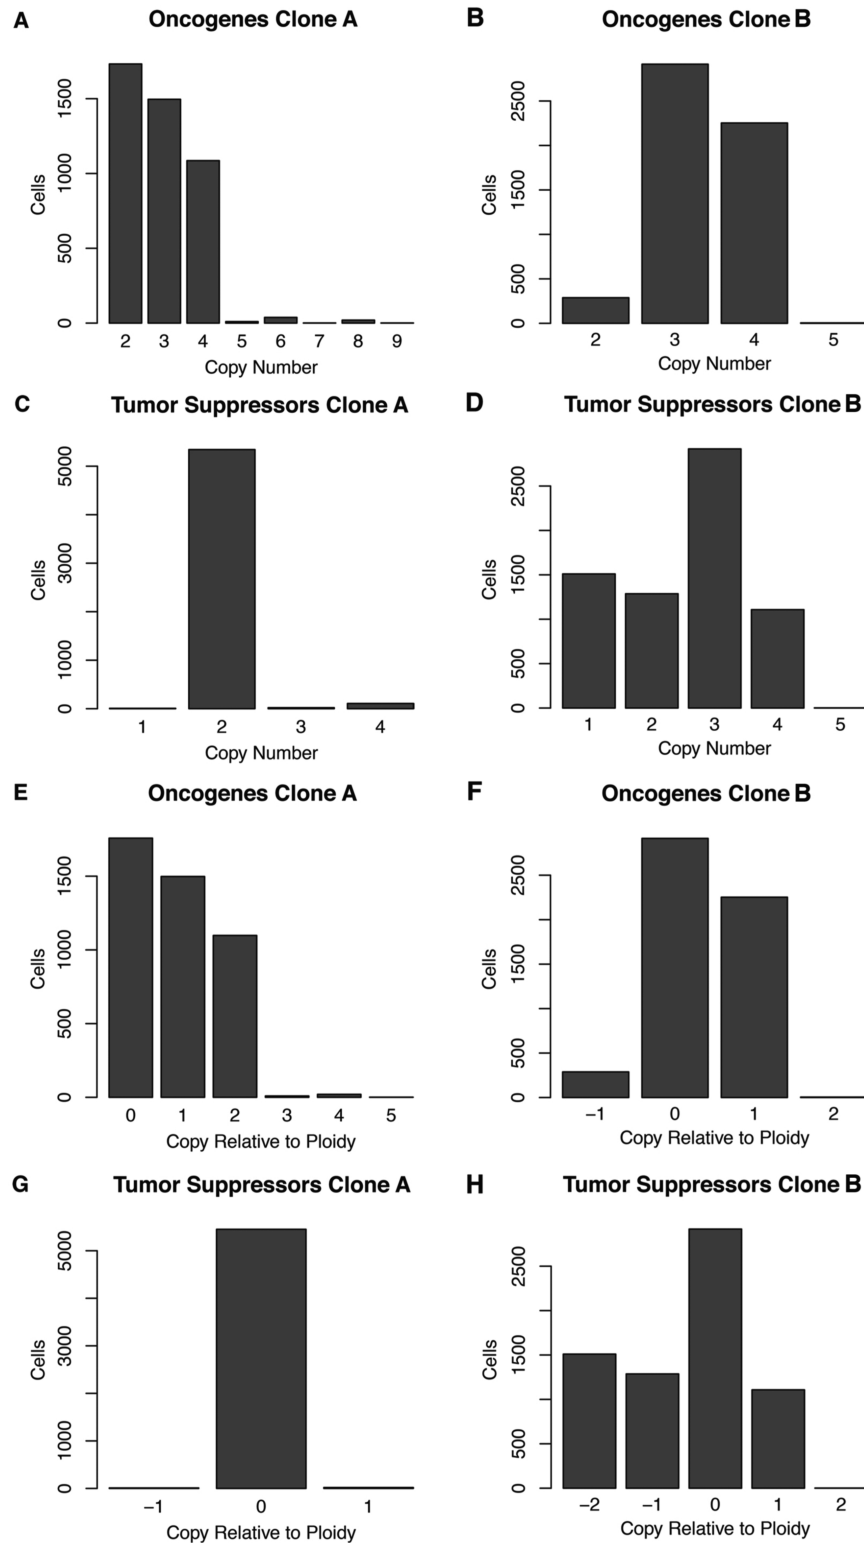 A Oncogenes Clone A
Cells
0 500 1000 1500
2 3 4 5 6 7 8 9
Copy Number
B Oncogenes Clone B
Cells
0 500 1500 2500
2 3 4 5
Copy Number
C Tumor Suppressors Clone A
Cells
0 1000 3000 5000
1 2 3 4
Copy Number
D Tumor Suppressors Clone B
Cells
0 500 1500 2500
1 2 3 4 5
Copy Number
E Oncogenes Clone A
Cells
0 500 1000 1500
0 1 2 3 4 5
Copy Relative to Ploidy
F Oncogenes Clone B
Cells
0 500 1500 2500
−1 0 1 2
Copy Relative to Ploidy
G Tumor Suppressors Clone A
Cells
0 1000 3000 5000
−1 0 1
Copy Relative to Ploidy
H Tumor Suppressors Clone B
Cells
0 500 1500 2500
−2 −1 0 1 2
Copy Relative to Ploidy